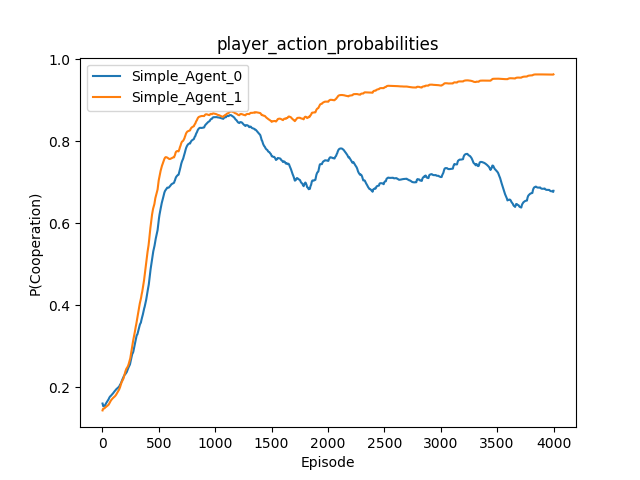 player_action_probabilities
Simple_Agent_0
Simple_Agent_1
P(Cooperation)
1.0
0.8
0.6
0.4
0.2
0 500 1000 1500 2000 2500 3000 3500 4000
Episode